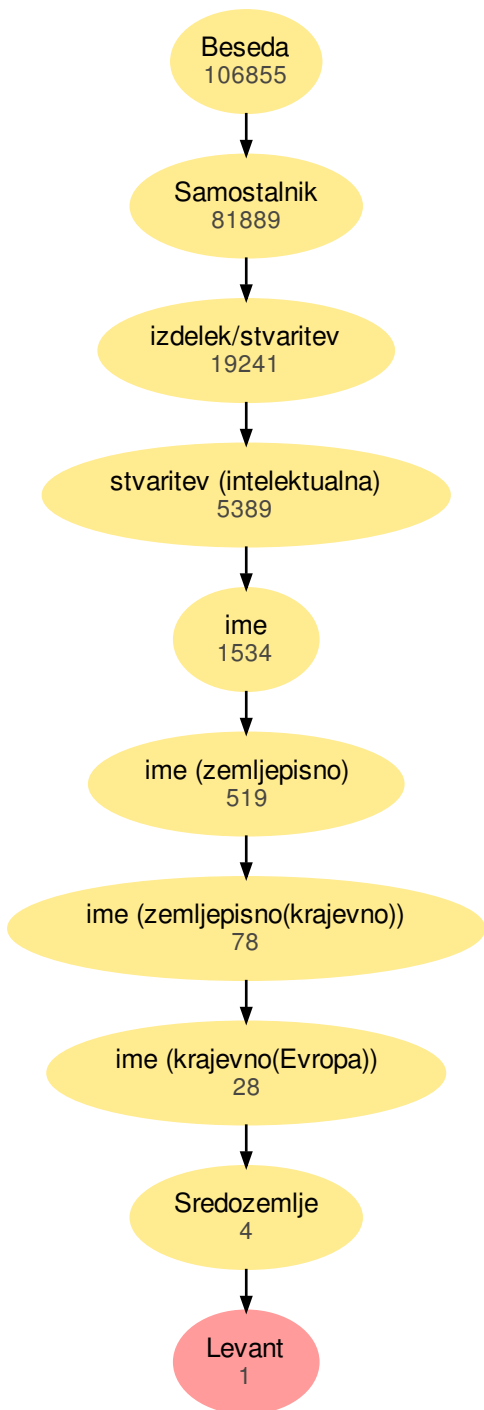 Beseda
106855
Samostalnik
81889
izdelek/stvaritev
19241
stvaritev (intelektualna)
5389
ime
1534
ime (zemljepisno)
519
ime (zemljepisno(krajevno))
78
ime (krajevno(Evropa))
28
Sredozemlje
4
Levant
1